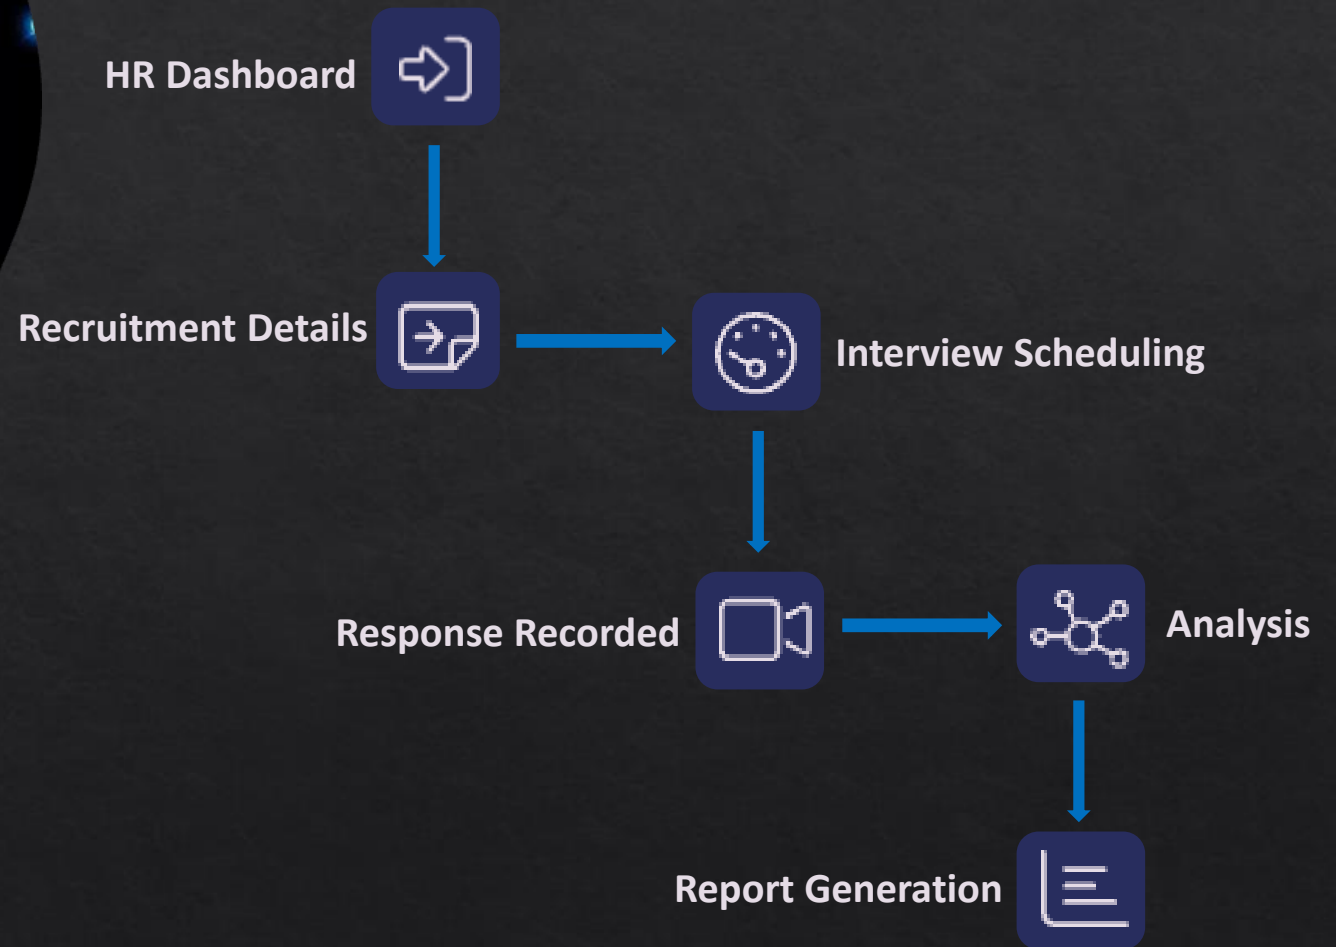 HR Dashboard
Recruitment Details
Interview Scheduling
Response Recorded
Analysis
Report Generation